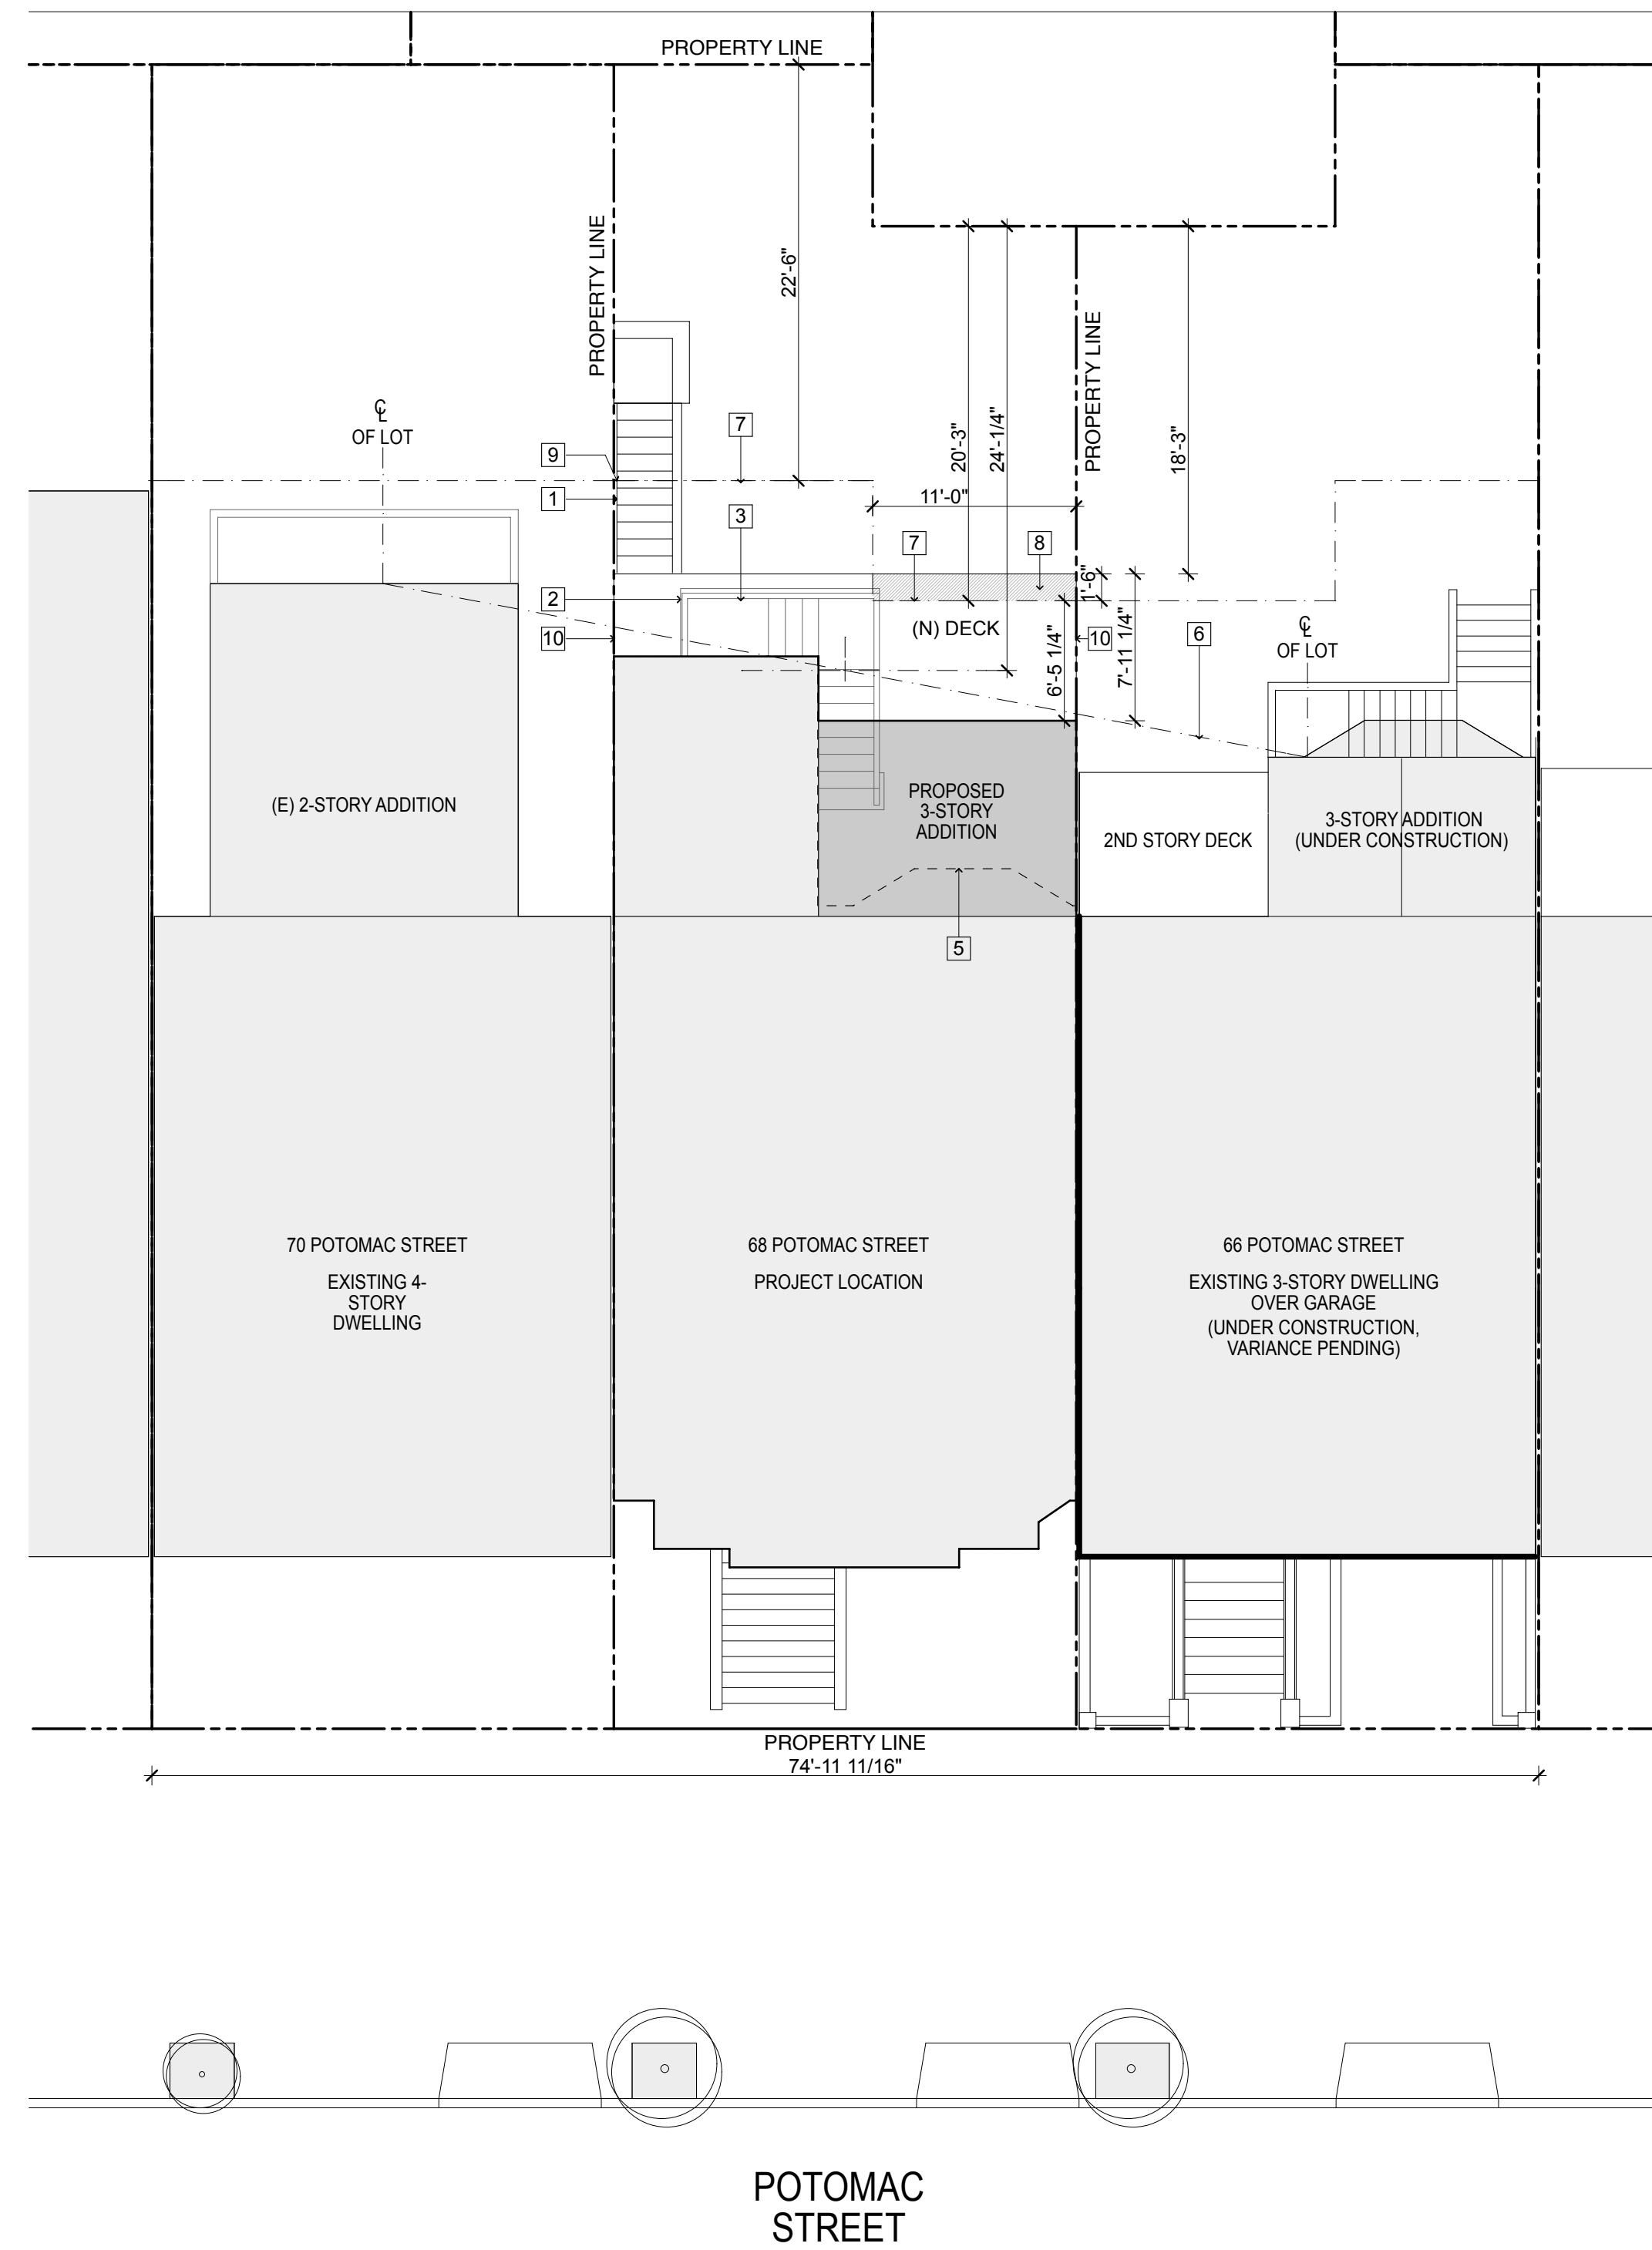 PROPERTY LINE
PROPERTY LINE
22'-6"
PROPERTY LINE
℄
OF LOT
7
9
1
3
20'-3"
24'-1/4"
18'-3"
11'-0"
7
8
1'-6"
2
10
(N) DECK
10
6
6'-5 1/4"
7'-11 1/4"
℄
OF LOT
(E) 2-STORY ADDITION
PROPOSED
3-STORY
ADDITION
2ND STORY DECK
3-STORY ADDITION
(UNDER CONSTRUCTION)
5
70 POTOMAC STREET
EXISTING 4-
STORY
DWELLING
68 POTOMAC STREET
PROJECT LOCATION
66 POTOMAC STREET
EXISTING 3-STORY DWELLING
OVER GARAGE
(UNDER CONSTRUCTION,
VARIANCE PENDING)
PROPERTY LINE
74'-11 11/16"
POTOMAC
STREET